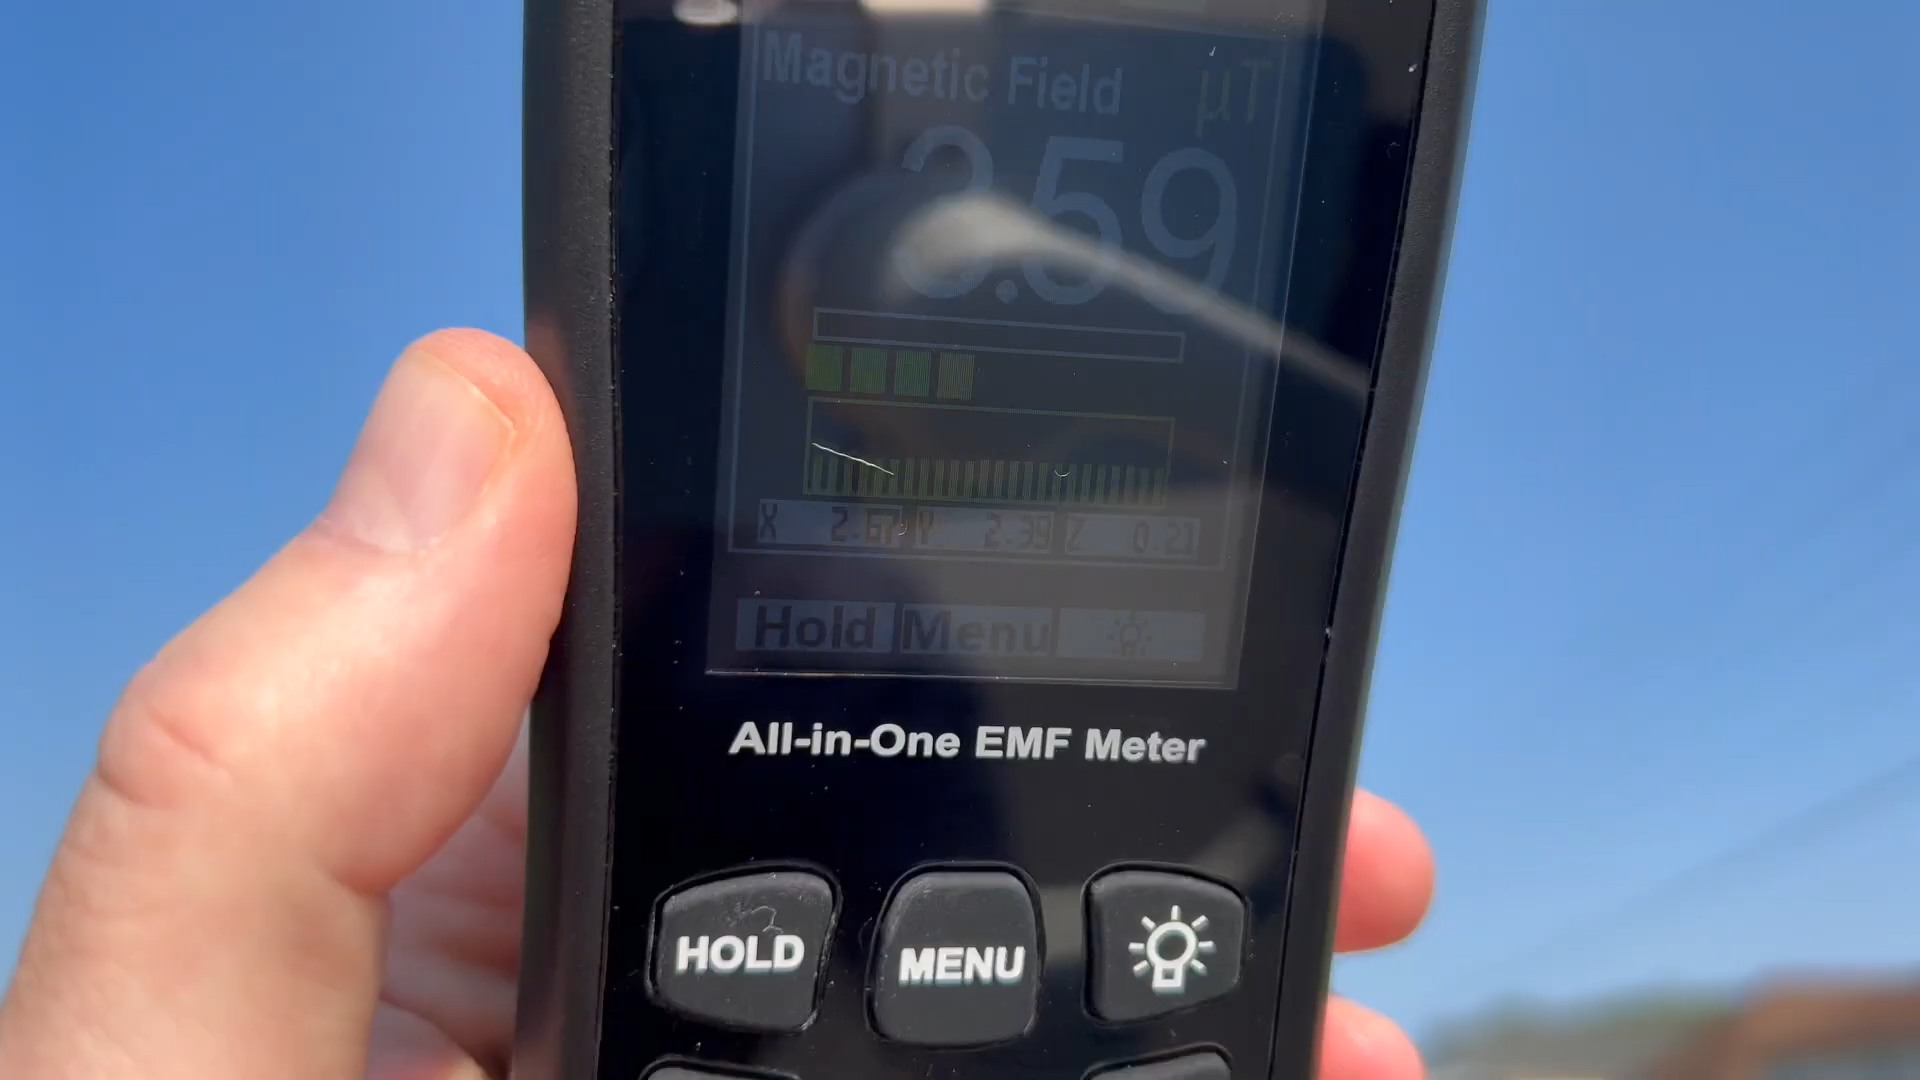 Magnetic Field µT
3.59
X 2.67 Y 2.39 Z 0.21
Hold Menu
All-in-One EMF Meter
HOLD MENU